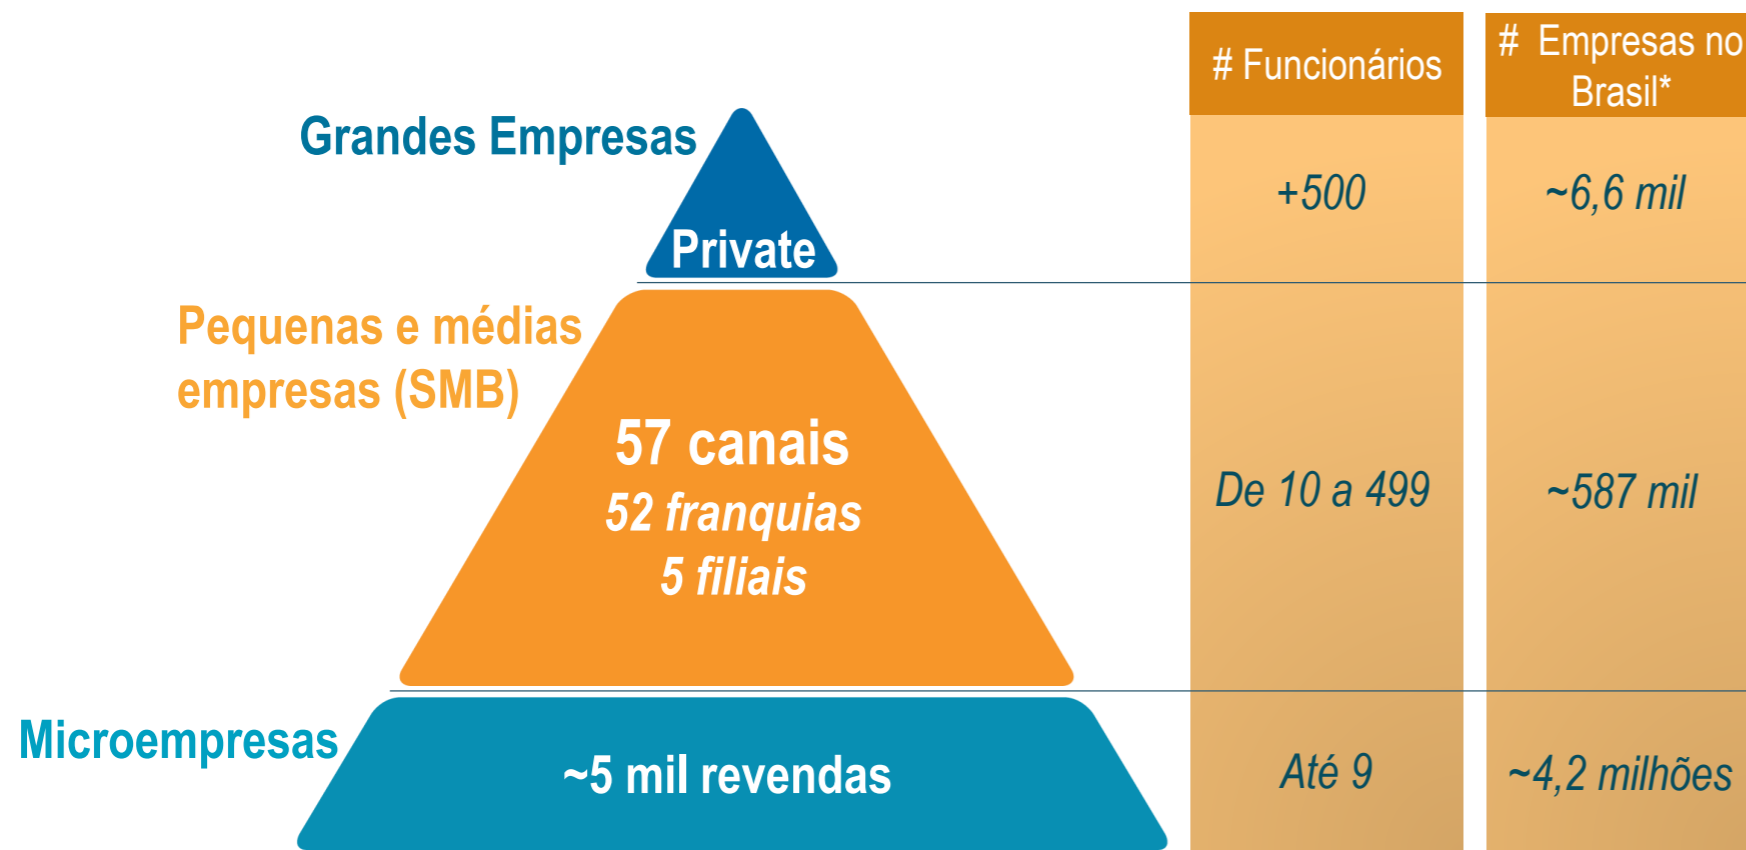 # Funcionários
# Empresas no
Brasil*
Grandes Empresas
Private
+500
~6,6 mil
Pequenas e médias
empresas (SMB)
57 canais
52 franquias
5 filiais
De 10 a 499
~587 mil
Microempresas
~5 mil revendas
Até 9
~4,2 milhões